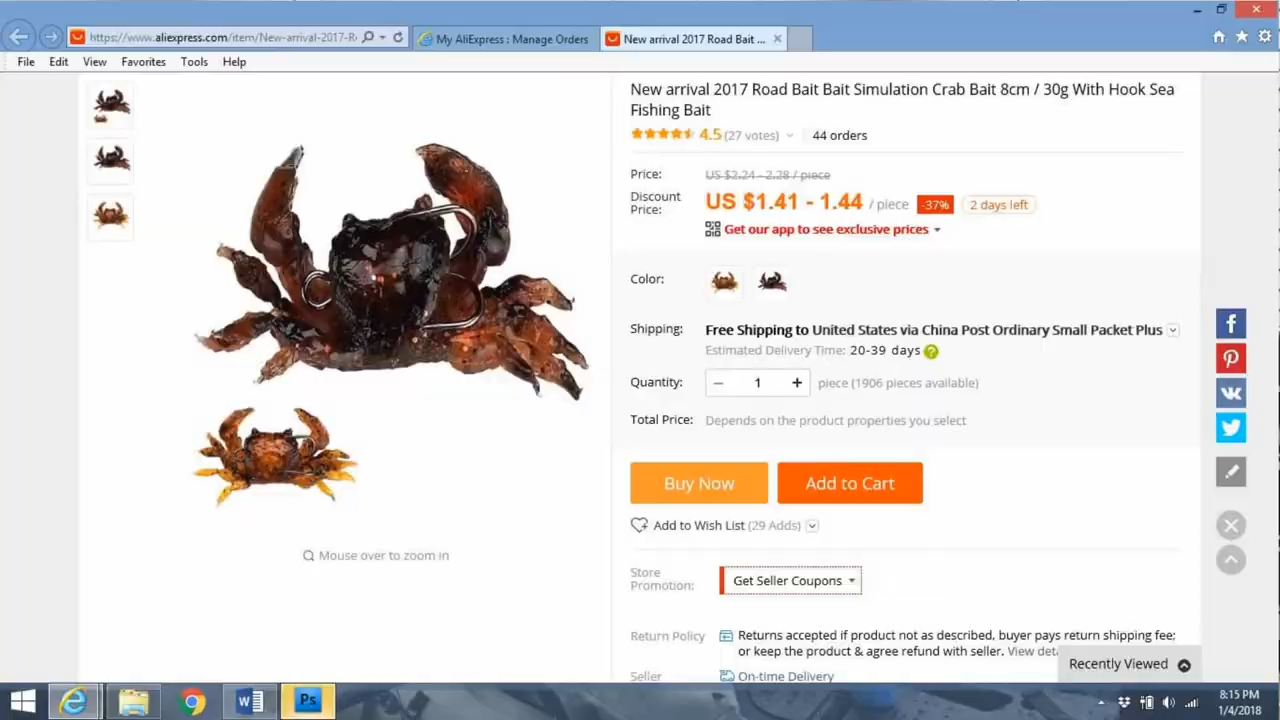 https://www.aliexpress.com/item/New-arrival-2017-R
My AliExpress : Manage Orders
New arrival 2017 Road Bait ...
File Edit View Favorites Tools Help
New arrival 2017 Road Bait Bait Simulation Crab Bait 8cm / 30g With Hook Sea
Fishing Bait
4.5 (27 votes) 44 orders
Price: US $2.24 - 2.28 / piece
Discount
Price:
US $1.41 - 1.44 / piece -37% 2 days left
Get our app to see exclusive prices
Color:
Shipping: Free Shipping to United States via China Post Ordinary Small Packet Plus
Estimated Delivery Time: 20-39 days ?
Quantity: – 1 + piece (1906 pieces available)
Total Price: Depends on the product properties you select
Buy Now Add to Cart
Add to Wish List (29 Adds)
Mouse over to zoom in
Store
Promotion:
Get Seller Coupons
Return Policy Returns accepted if product not as described, buyer pays return shipping fee;
or keep the product & agree refund with seller. View
Recently Viewed
Seller On-time Delivery
Ps
8:15 PM
1/4/2018